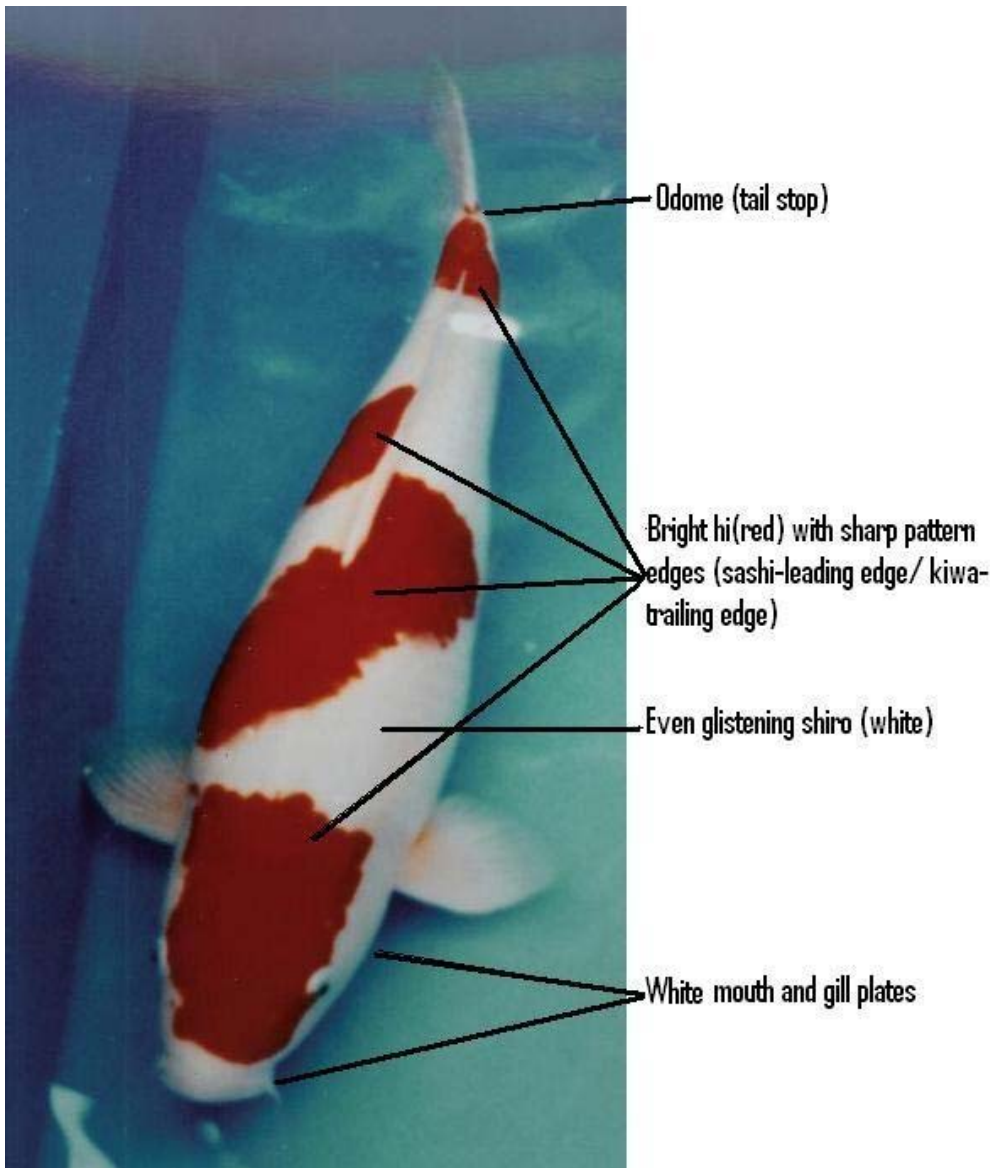 Odome (tail stop)
Bright hi(red) with sharp pattern
edges (sashi-leading edge/ kiwa-
trailing edge)
Even glistening shiro (white)
White mouth and gill plates